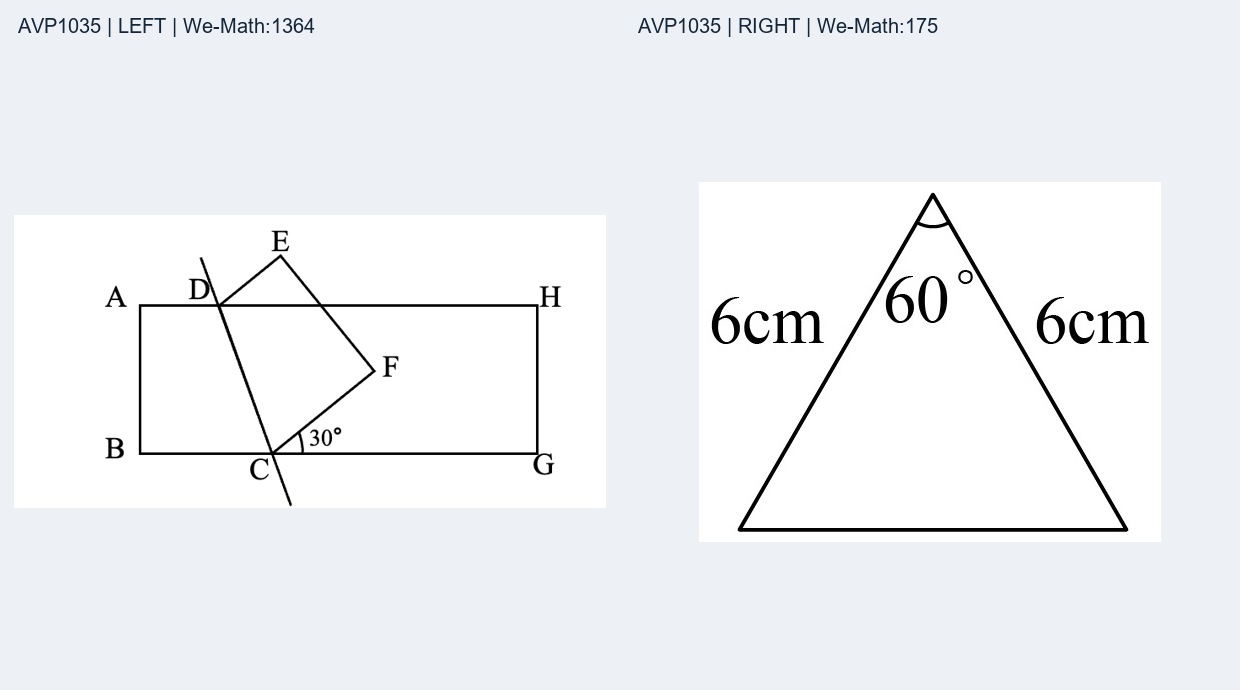 AVP1035 | LEFT | We-Math:1364
AVP1035 | RIGHT | We-Math:175
E
D
A
H
F
30°
B
C
G
60°
6cm
6cm